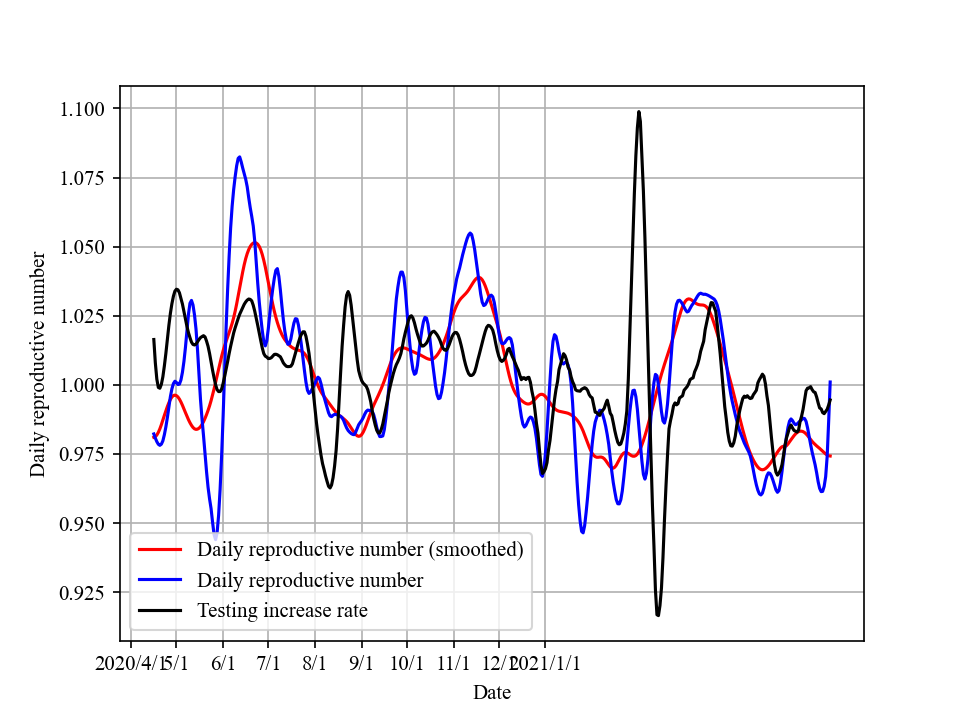 Daily reproductive number
1.100
1.075
1.050
1.025
1.000
0.975
0.950
0.925
Daily reproductive number (smoothed)
Daily reproductive number
Testing increase rate
2020/4/1 5/1 6/1 7/1 8/1 9/1 10/1 11/1 12/1 2021/1/1
Date